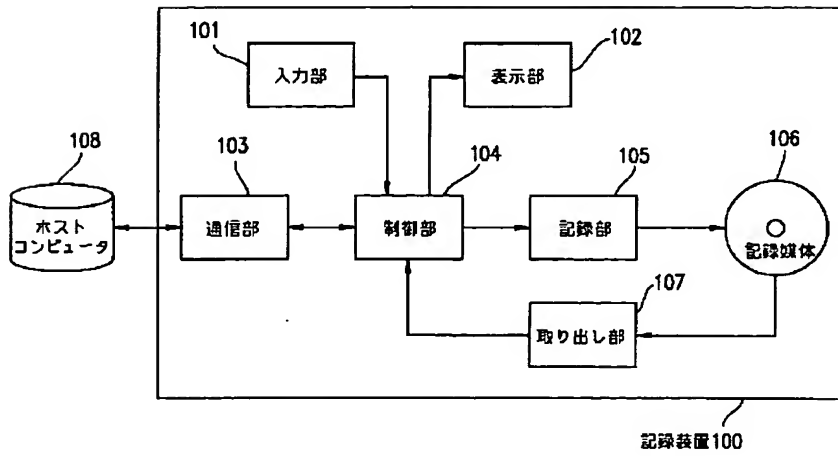 101
入力部
102
表示部
108
ホスト
コンピュータ
103
通信部
104
制御部
105
記録部
106
記録媒体
107
取り出し部
記録装置100